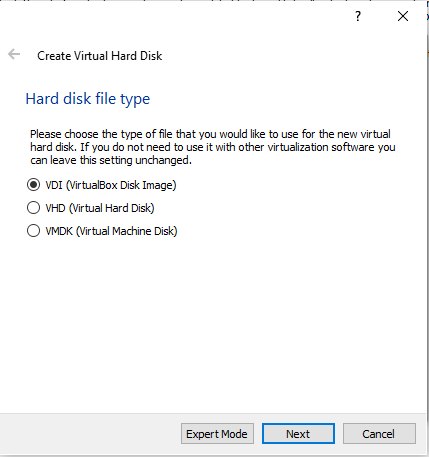 ?
Create Virtual Hard Disk
Hard disk file type
Please choose the type of file that you would like to use for the new virtual
hard disk. If you do not need to use it with other virtualization software you
can leave this setting unchanged.
VDI (VirtualBox Disk Image)
VHD (Virtual Hard Disk)
VMDK (Virtual Machine Disk)
Expert Mode Next Cancel